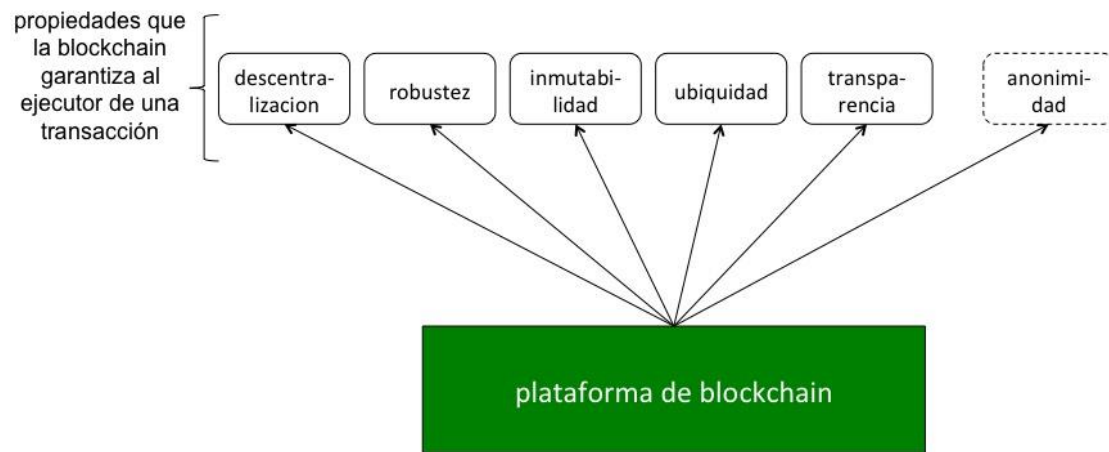 propiedades que
la blockchain
garantiza al
ejecutor de una
transacción
descentra-
lizacion
robustez
inmutabi-
lidad
ubiquidad
transpa-
rencia
anonimi-
dad
plataforma de blockchain